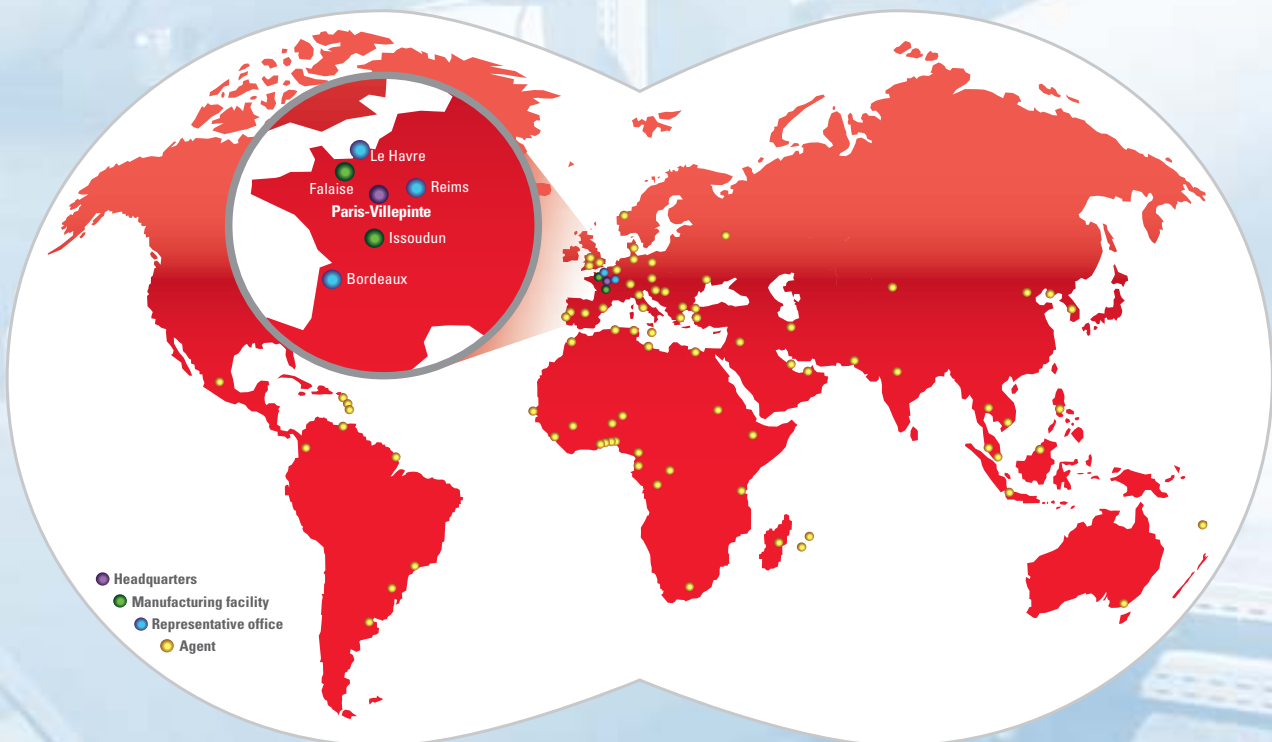 Le Havre
Falaise
Reims
Paris-Villepinte
Issoudun
Bordeaux
Headquarters
Manufacturing facility
Representative office
Agent